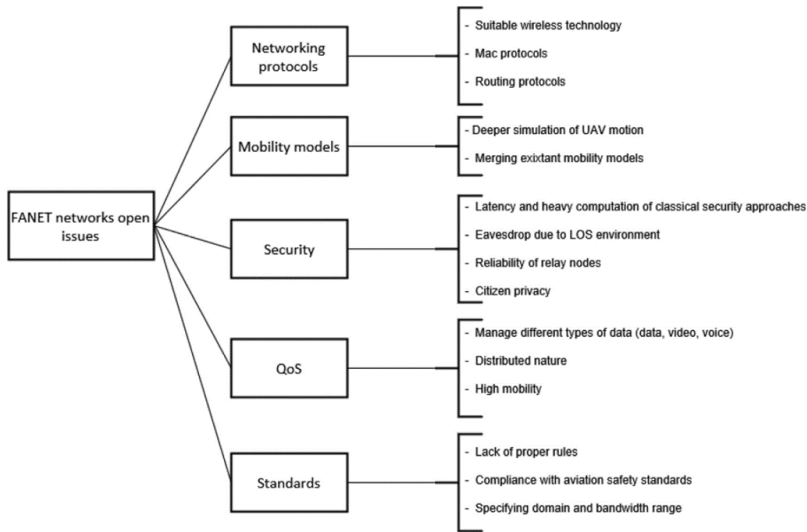 FANET networks open
issues
Networking
protocols
- Suitable wireless technology
- Mac protocols
- Routing protocols
Mobility models
- Deeper simulation of UAV motion
- Merging exixtant mobility models
Security
- Latency and heavy computation of classical security approaches
- Eavesdrop due to LOS environment
- Reliability of relay nodes
- Citizen privacy
QoS
- Manage different types of data (data, video, voice)
- Distributed nature
- High mobility
Standards
- Lack of proper rules
- Compliance with aviation safety standards
- Specifying domain and bandwidth range